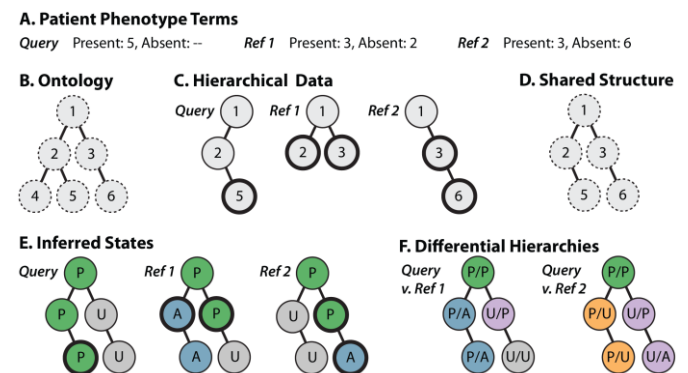 A. Patient Phenotype Terms
Query Present: 5, Absent: -- Ref 1 Present: 3, Absent: 2 Ref 2 Present: 3, Absent: 6
B. Ontology C. Hierarchical Data D. Shared Structure
Query 1 Ref 1 1 Ref 2 1
1 1
2 3 2 2 3 3 2 3
4 5 6 5 6 5 6
E. Inferred States F. Differential Hierarchies
Query P Ref 1 P Ref 2 P Query P/P Query P/P
v. Ref 1 v. Ref 2
P U A P U P P/A U/P P/U U/P
P U A U U A P/A U/U P/U U/A